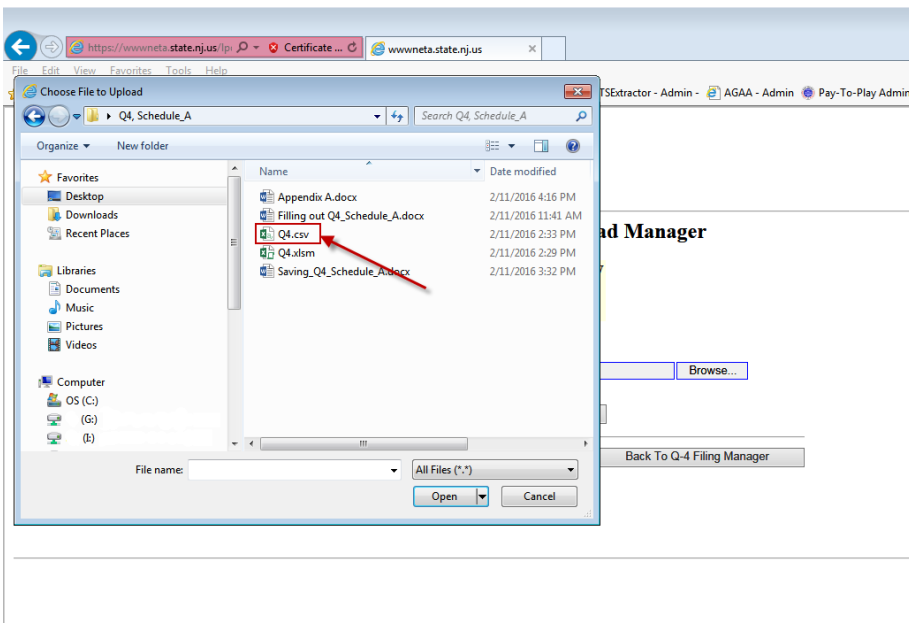 https://wwwneta.state.nj.us/lp Certificate ... wwwneta.state.nj.us
File Edit View Favorites Tools Help
Choose File to Upload
TSExtractor - Admin - AGAA - Admin Pay-To-Play Admin
Q4, Schedule_A Search Q4, Schedule_A
Organize New folder
Favorites
Desktop
Downloads
Recent Places
Libraries
Documents
Music
Pictures
Videos
Computer
OS (C:)
(G:)
(I:)
Name Date modified
Appendix A.docx 2/11/2016 4:16 PM
Filling out Q4_Schedule_A.docx 2/11/2016 11:41 AM
Q4.csv 2/11/2016 2:33 PM
Q4.xlsm 2/11/2016 2:29 PM
Saving_Q4_Schedule_A.docx 2/11/2016 3:32 PM
File name: All Files (*.*)
Open Cancel
ad Manager
Browse...
Back To Q-4 Filing Manager